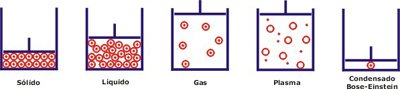 Sólido
Líquido
Gas
Plasma
Condensado
Bose-Einstein